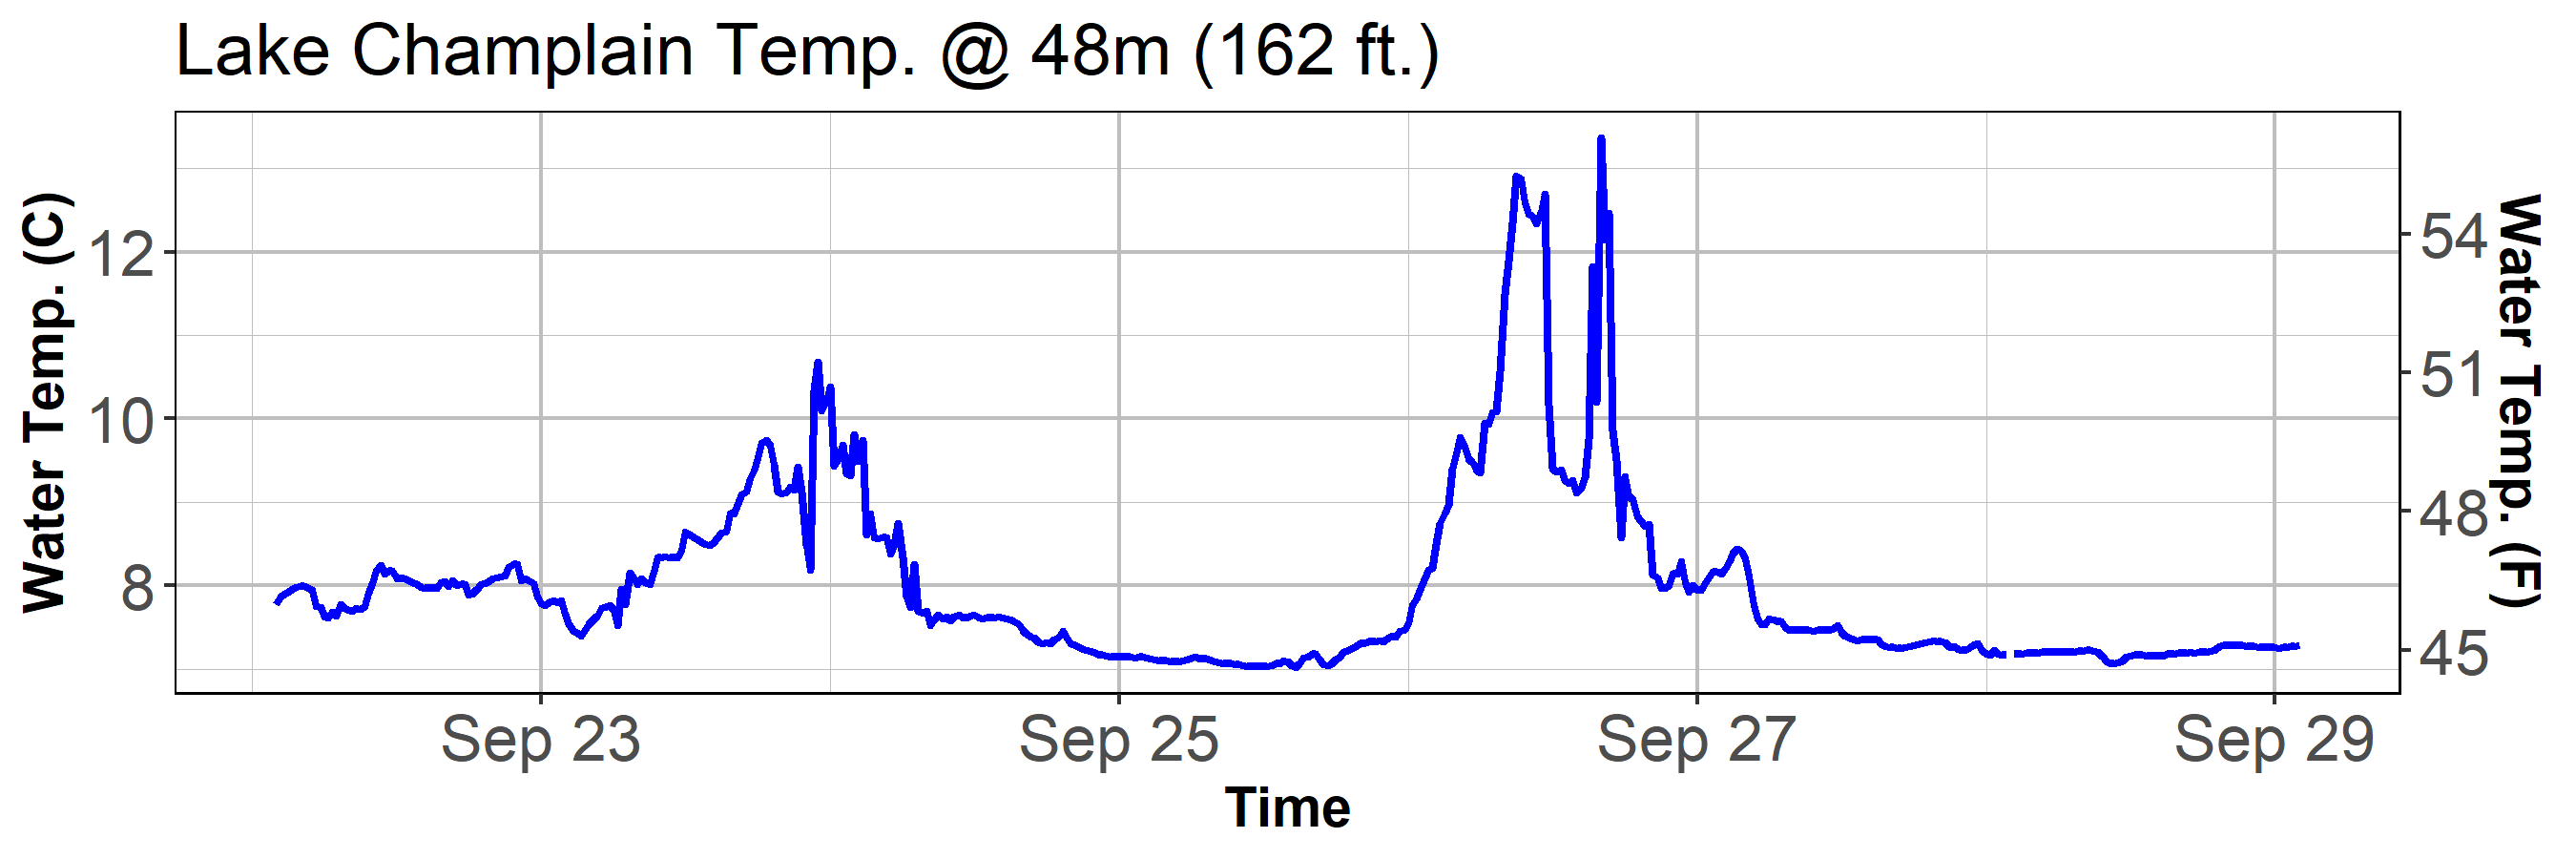 Lake Champlain Temp. @ 48m (162 ft.)
Water Temp. (C)
12
10
8
54
51
48
45
Water Temp. (F)
Sep 23
Sep 25
Sep 27
Sep 29
Time